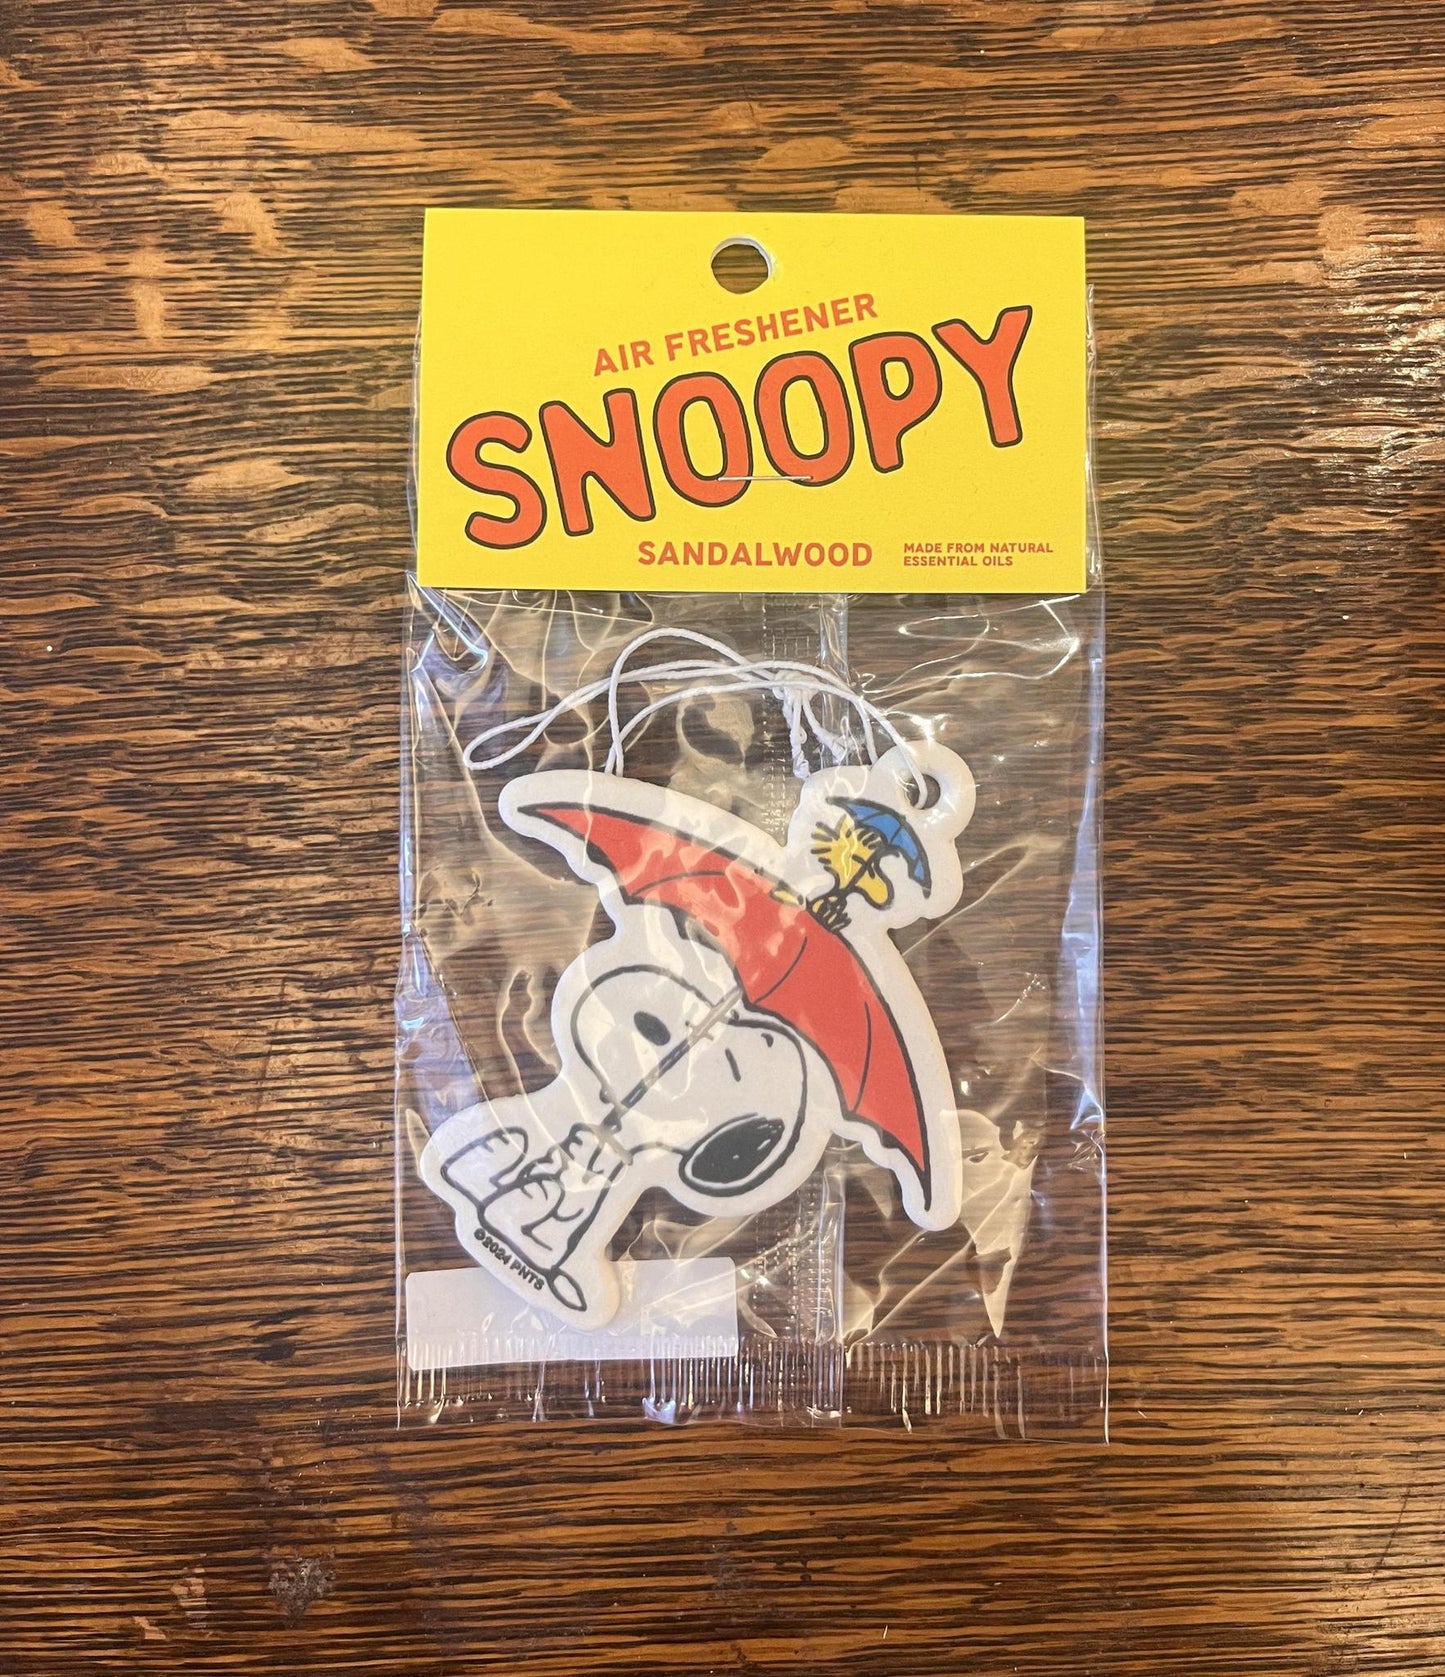 AIR FRESHENER
SNOOPY
SANDALWOOD
MADE FROM NATURAL
ESSENTIAL OILS
©2024 PNTS